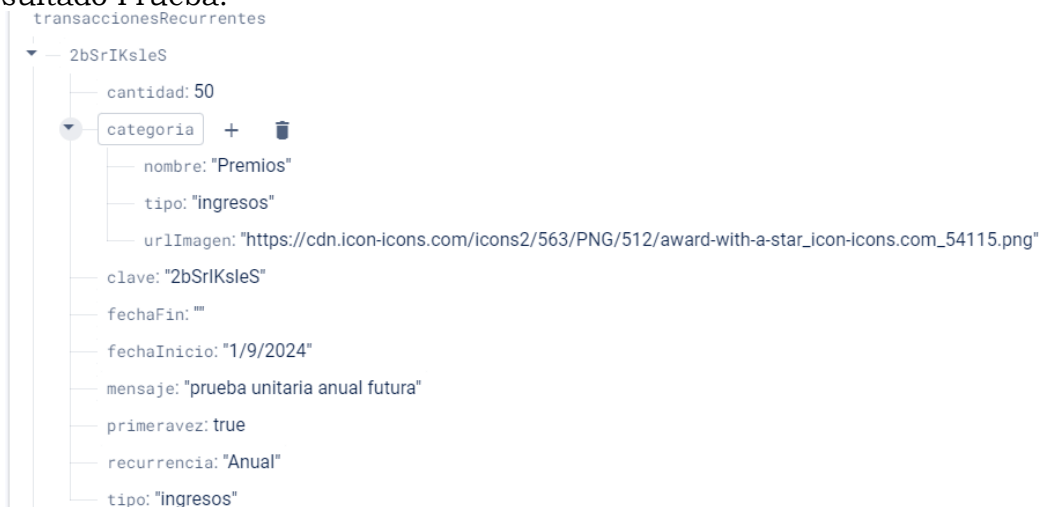 sultado Prueba:
transaccionesRecurrentes
2bSrIKsleS
cantidad: 50
categoria
nombre: "Premios"
tipo: "ingresos"
urlImagen: "https://cdn.icon-icons.com/icons2/563/PNG/512/award-with-a-star_icon-icons.com_54115.png"
clave: "2bSrIKsleS"
fechaFin: ""
fechaInicio: "1/9/2024"
mensaje: "prueba unitaria anual futura"
primeravez: true
recurrencia: "Anual"
tipo: "ingresos"